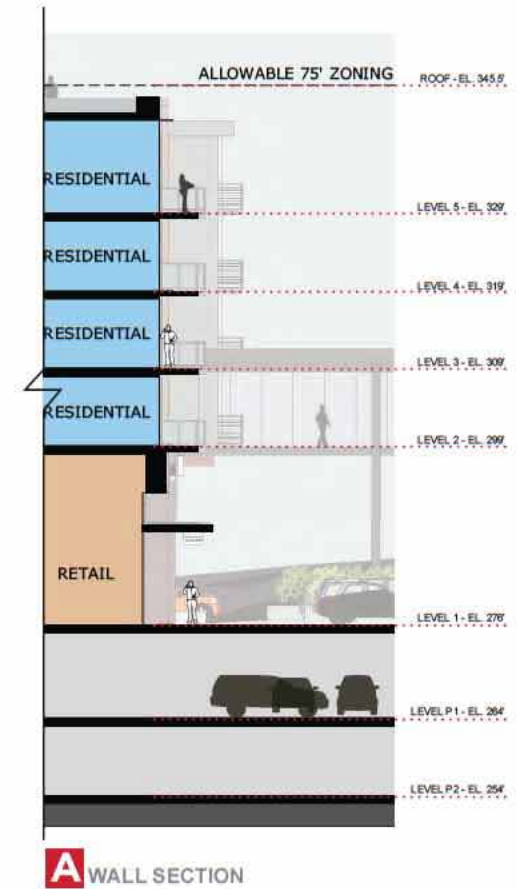 ALLOWABLE 75' ZONING
ROOF - EL. 345.5'
RESIDENTIAL
LEVEL 5 - EL. 329'
RESIDENTIAL
LEVEL 4 - EL. 319'
RESIDENTIAL
LEVEL 3 - EL. 309'
RESIDENTIAL
LEVEL 2 - EL. 299'
RETAIL
LEVEL 1 - EL. 276'
LEVEL P1 - EL. 264'
LEVEL P2 - EL. 254'
A WALL SECTION